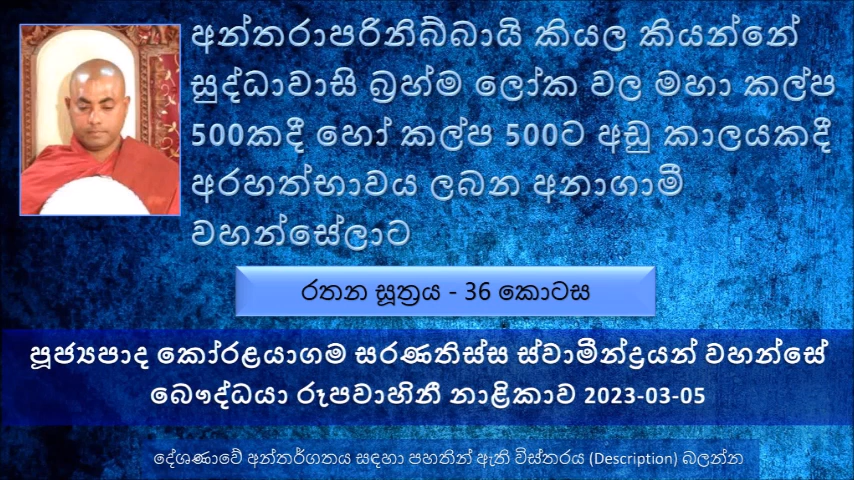 අන්තරාපරිනිබ්බායි කියල කියන්නේ
සුද්ධාවාසි බ්‍රහ්ම ලෝක වල මහා කල්ප
500කදී හෝ කල්ප 500ට අඩු කාලයකදී
අරහත්භාවය ලබන අනාගාමී
වහන්සේලාට
රතන සූත්‍රය - 36 කොටස
පූජ්‍යපාද කෝරළයාගම සරණතිස්ස ස්වාමීන්ද්‍රයන් වහන්සේ
බෞද්ධයා රූපවාහිනී නාළිකාව 2023-03-05
දේශණාවේ අන්තර්ගතය සඳහා පහතින් ඇති විස්තරය (Description) බලන්න